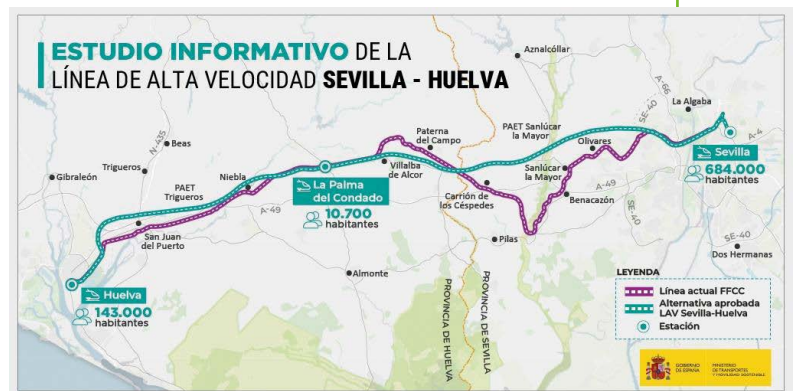 ESTUDIO INFORMATIVO DE LA
LÍNEA DE ALTA VELOCIDAD SEVILLA - HUELVA
Aznalcóllar
A-66
La Algaba
SE-40
A-4
N-435
Beas
Paterna
del Campo
PAET Sanlúcar
la Mayor
Olivares
Sevilla
684.000
habitantes
Trigueros
Gibraleón
PAET
Trigueros
Niebla
La Palma
del Condado
10.700
habitantes
Villalba
de Alcor
Sanlúcar
la Mayor
Carrión de
los Céspedes
A-49
Benacazón
A-49
SE-40
San Juan
del Puerto
Pilas
SE-40
Dos Hermanas
Almonte
Huelva
143.000
habitantes
PROVINCIA DE HUELVA
PROVINCIA DE SEVILLA
LEYENDA
Línea actual FFCC
Alternativa aprobada
LAV Sevilla-Huelva
Estación
GOBIERNO
DE ESPAÑA
MINISTERIO
DE TRANSPORTES
Y MOVILIDAD SOSTENIBLE